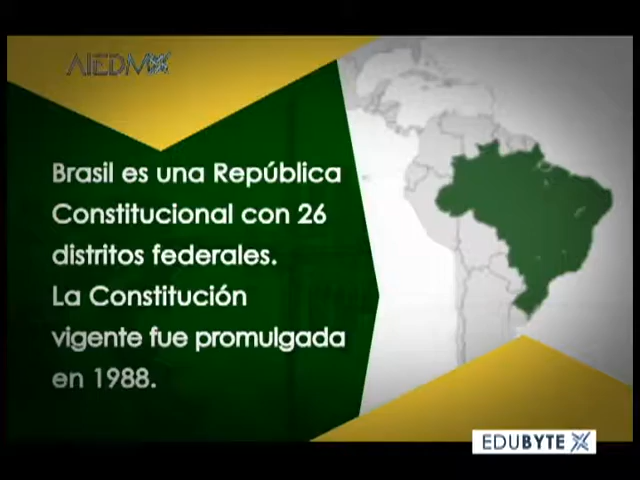 AIEDMX
Brasil es una República
Constitucional con 26
distritos federales.
La Constitución
vigente fue promulgada
en 1988.
EDUBYTE X